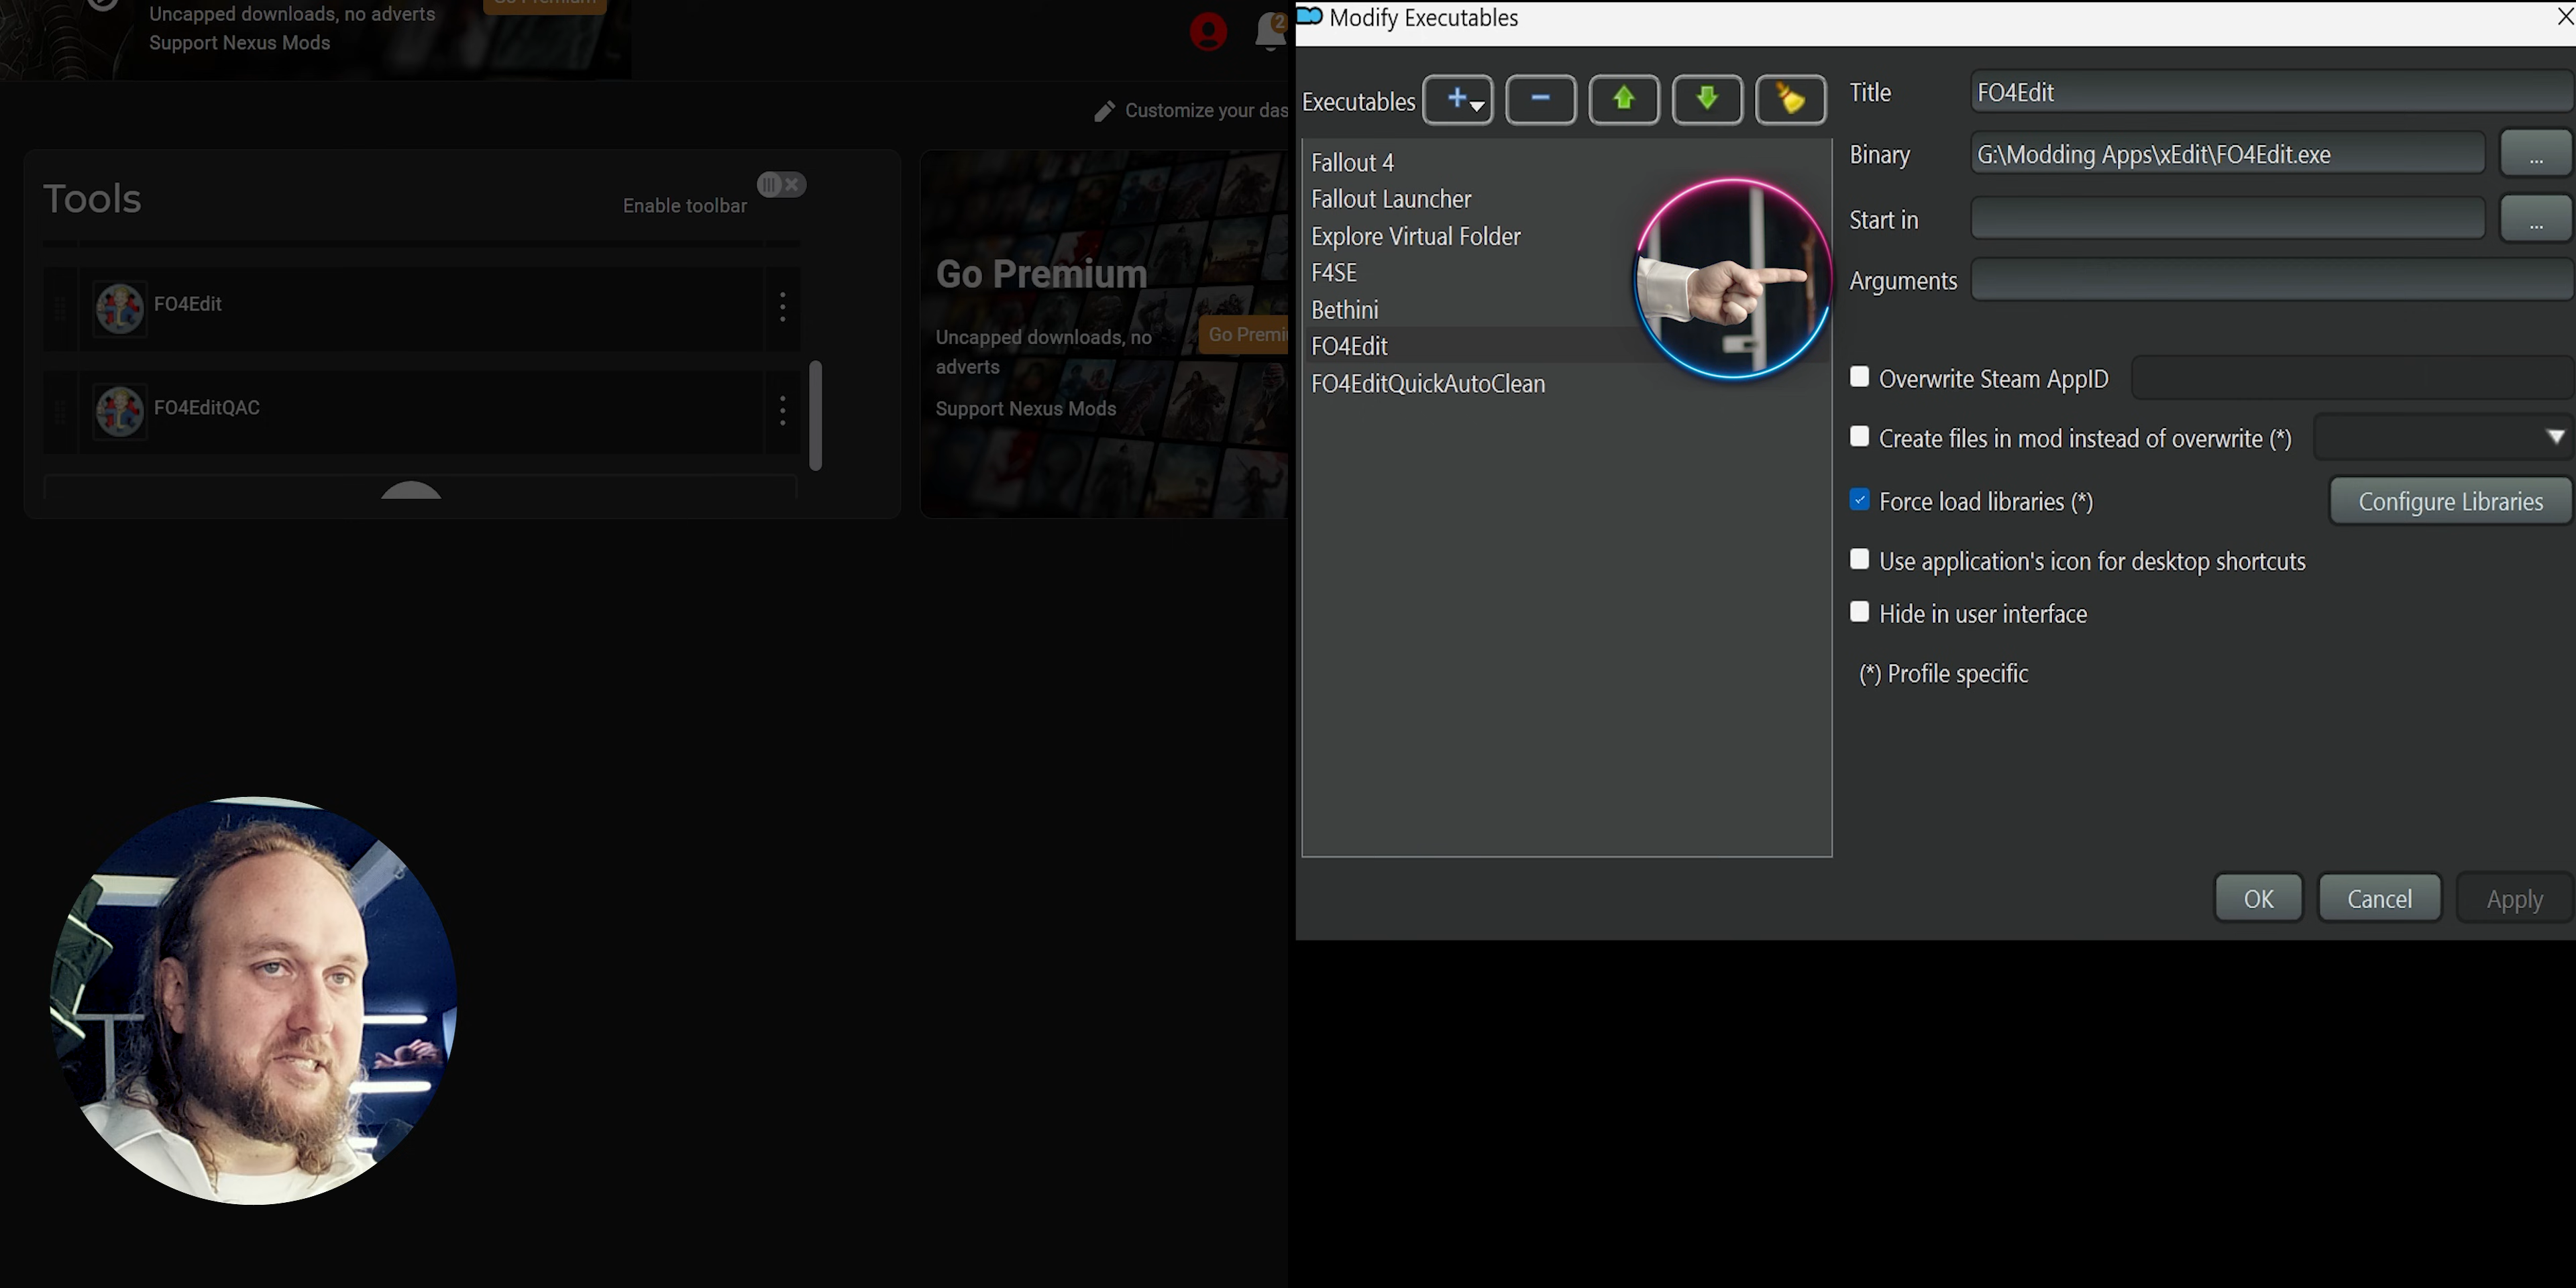 Uncapped downloads, no adverts
Support Nexus Mods
Go Premium
2
Customize your das
Tools
Enable toolbar
FO4Edit
FO4EditQAC
Go Premium
Uncapped downloads, no
adverts
Go Premi
Support Nexus Mods
Modify Executables
Executables
Fallout 4
Fallout Launcher
Explore Virtual Folder
F4SE
Bethini
FO4Edit
FO4EditQuickAutoClean
Title
FO4Edit
Binary
G:\Modding Apps\xEdit\FO4Edit.exe
...
Start in
...
Arguments
Overwrite Steam AppID
Create files in mod instead of overwrite (*)
Force load libraries (*)
Configure Libraries
Use application's icon for desktop shortcuts
Hide in user interface
(*) Profile specific
OK
Cancel
Apply